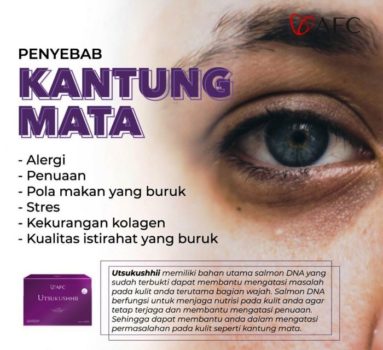 AFC
PENYEBAB
KANTUNG
MATA
- Alergi
- Penuaan
- Pola makan yang buruk
- Stres
- Kekurangan kolagen
- Kualitas istirahat yang buruk
Utsukushhii memiliki bahan utama salmon DNA yang
sudah terbukti dapat membantu mengatasi masalah
pada kulit anda terutama bagian wajah. Salmon DNA
berfungsi untuk menjaga nutrisi pada kulit anda agar
tetap terjaga dan membantu mengatasi penuaan.
Sehingga dapat membantu anda dalam mengatasi
permasalahan pada kulit seperti kantung mata.
AFC
UTSUKUSHHII